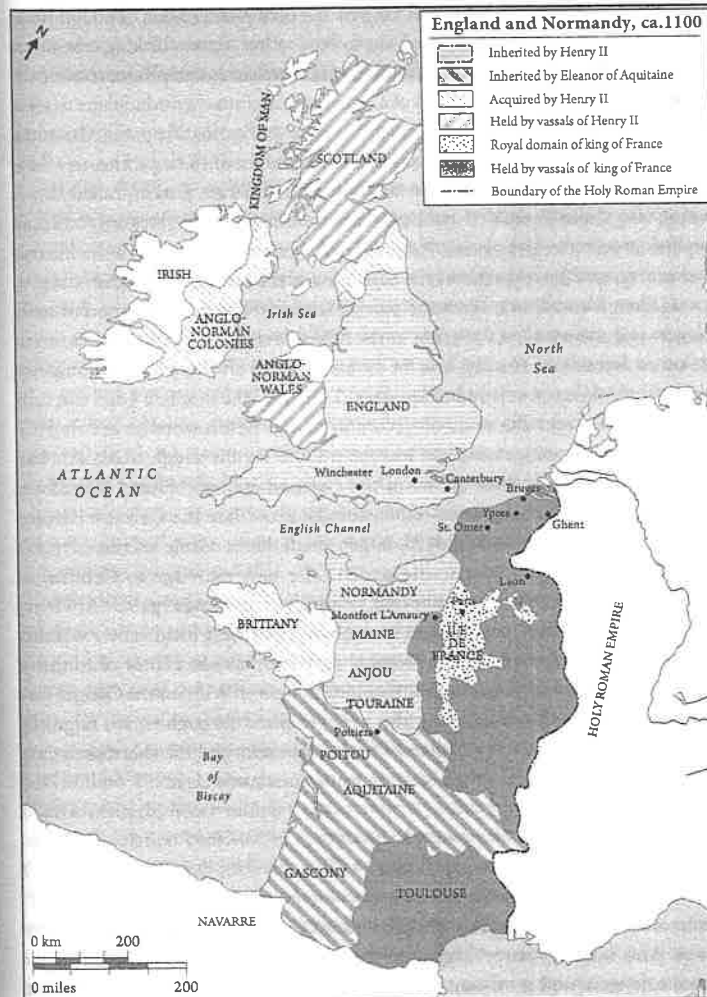 England and Normandy, ca.1100
Inherited by Henry II
Inherited by Eleanor of Aquitaine
Acquired by Henry II
Held by vassals of Henry II
Royal domain of king of France
Held by vassals of king of France
Boundary of the Holy Roman Empire
N
KINGDOM OF MAN
SCOTLAND
IRISH
Irish Sea
ANGLO-
NORMAN
COLONIES
ANGLO-
NORMAN
WALES
North
Sea
ENGLAND
ATLANTIC
OCEAN
Winchester
London
Canterbury
Bruges
Ypres
Ghent
St. Omer
English Channel
Laon
NORMANDY
Montfort L'Amaury
Paris
BRITTANY
MAINE
ILE
DE
FRANCE
ANJOU
HOLY ROMAN EMPIRE
TOURAINE
Poitiers
POITOU
Bay
of
Biscay
AQUITAINE
GASCONY
TOULOUSE
NAVARRE
0 km 200
0 miles 200